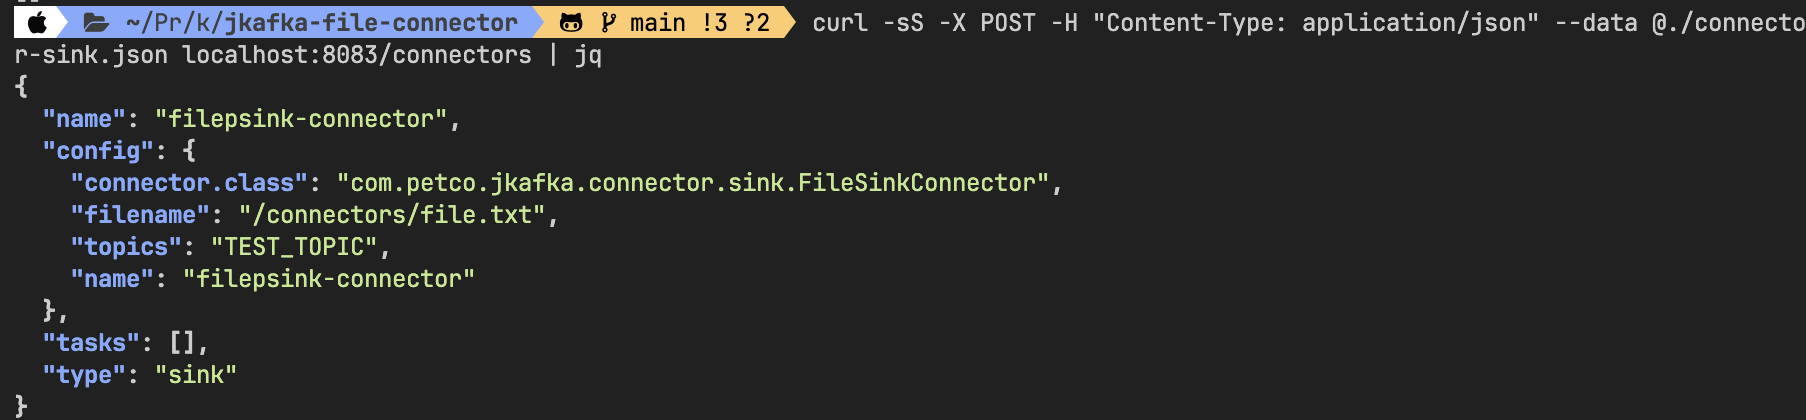 ~/Pr/k/jkafka-file-connector main !3 ?2 curl -sS -X POST -H "Content-Type: application/json" --data @./connecto
r-sink.json localhost:8083/connectors | jq
{
  "name": "filepsink-connector",
  "config": {
    "connector.class": "com.petco.jkafka.connector.sink.FileSinkConnector",
    "filename": "/connectors/file.txt",
    "topics": "TEST_TOPIC",
    "name": "filepsink-connector"
  },
  "tasks": [],
  "type": "sink"
}